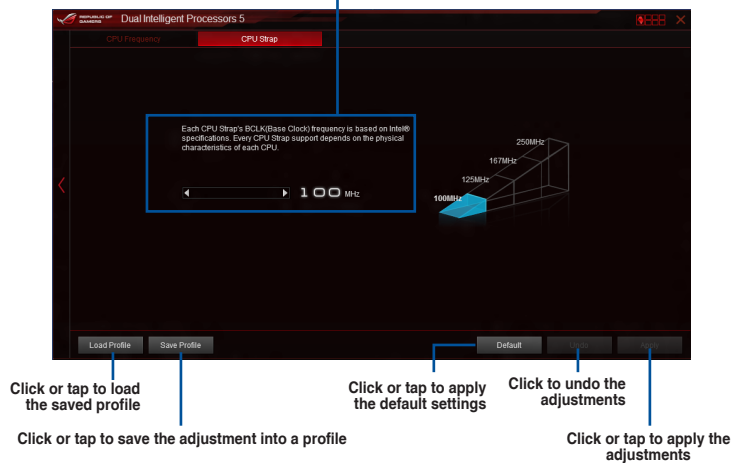 REPUBLIC OF GAMERS
Dual Intelligent Processors 5
CPU Frequency
CPU Strap
Each CPU Strap's BCLK(Base Clock) frequency is based on Intel®
specifications. Every CPU Strap support depends on the physical
characteristics of each CPU.
100 MHz
250MHz
167MHz
125MHz
100MHz
Load Profile
Save Profile
Default
Undo
Apply
Click or tap to load
the saved profile
Click or tap to apply
the default settings
Click to undo the
adjustments
Click or tap to save the adjustment into a profile
Click or tap to apply the
adjustments